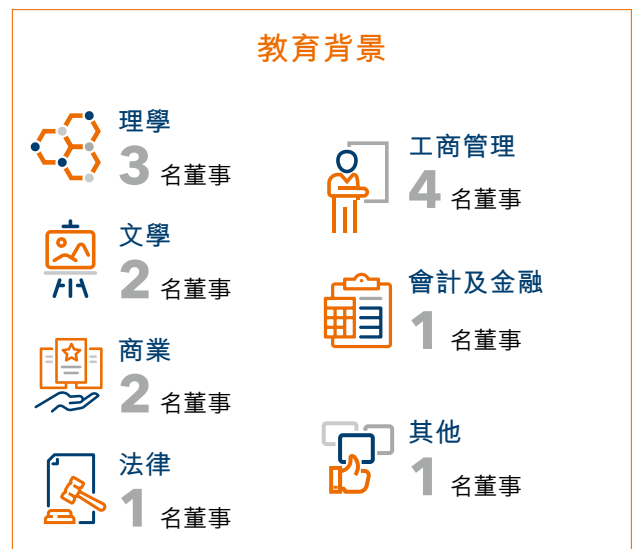 教育背景
理學
3 名董事
文學
2 名董事
商業
2 名董事
法律
1 名董事
工商管理
4 名董事
會計及金融
1 名董事
其他
1 名董事